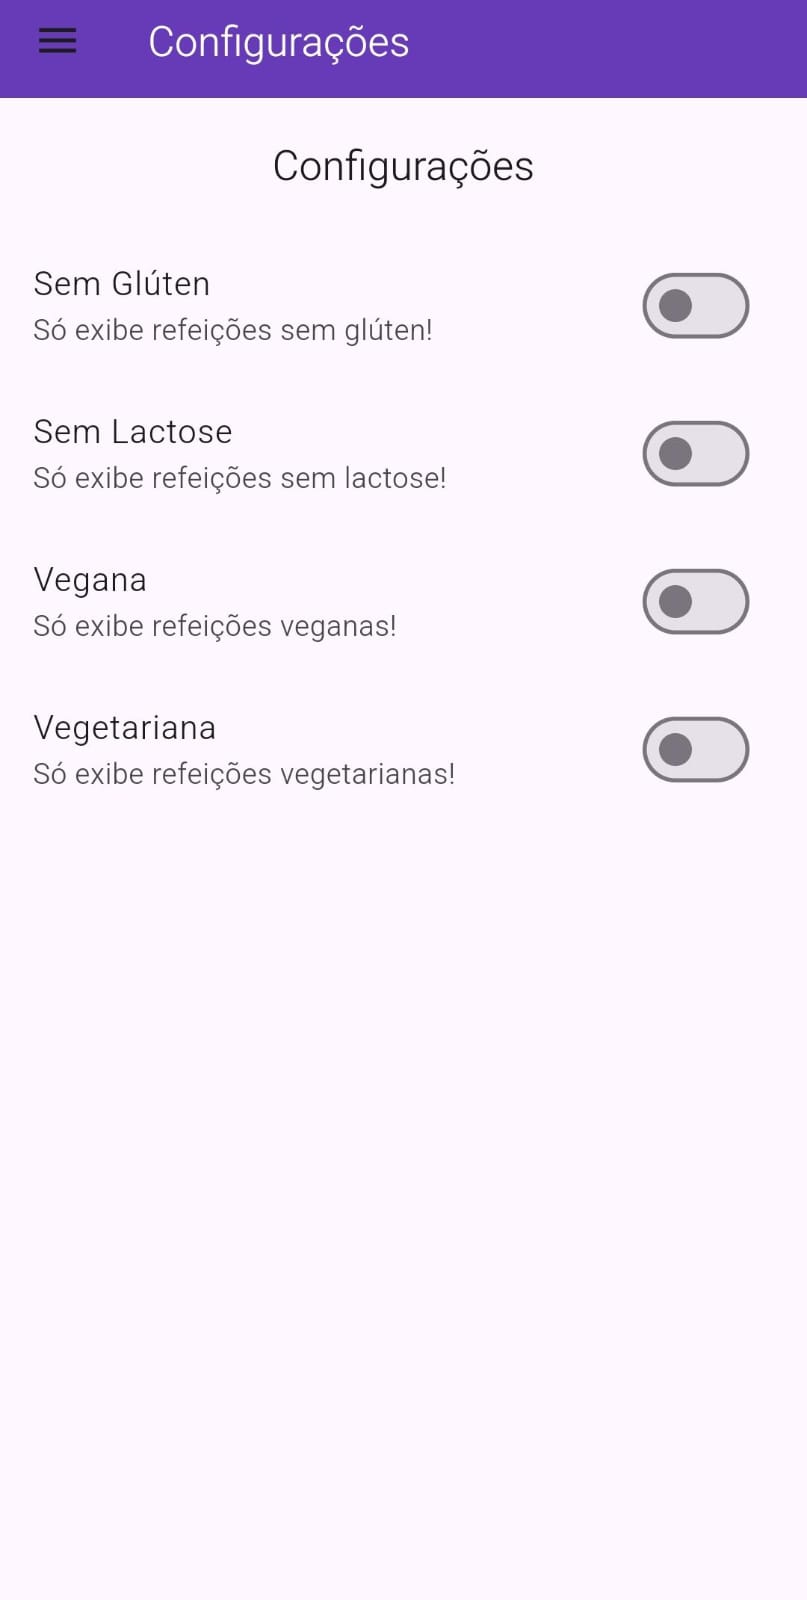 Configurações
Configurações
Sem Glúten
Só exibe refeições sem glúten!
Sem Lactose
Só exibe refeições sem lactose!
Vegana
Só exibe refeições veganas!
Vegetariana
Só exibe refeições vegetarianas!